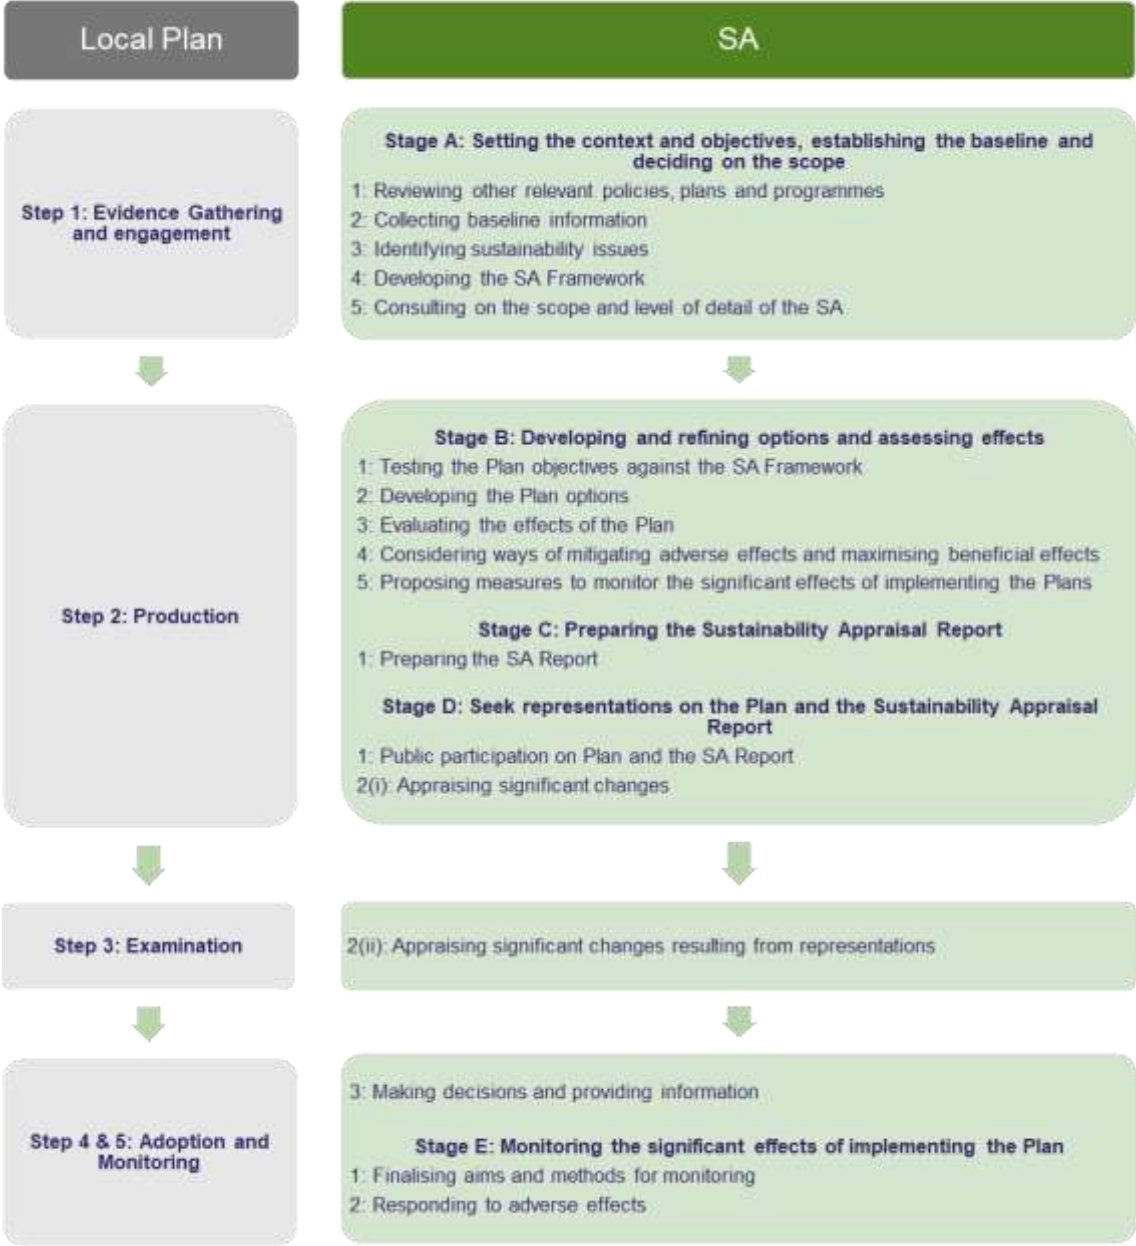 Local Plan
SA
Step 1: Evidence Gathering
and engagement
Stage A: Setting the context and objectives, establishing the baseline and
deciding on the scope
1: Reviewing other relevant policies, plans and programmes
2: Collecting baseline information
3: Identifying sustainability issues
4: Developing the SA Framework
5: Consulting on the scope and level of detail of the SA
Step 2: Production
Stage B: Developing and refining options and assessing effects
1: Testing the Plan objectives against the SA Framework
2: Developing the Plan options
3: Evaluating the effects of the Plan
4: Considering ways of mitigating adverse effects and maximising beneficial effects
5: Proposing measures to monitor the significant effects of implementing the Plans
Stage C: Preparing the Sustainability Appraisal Report
1: Preparing the SA Report
Stage D: Seek representations on the Plan and the Sustainability Appraisal
Report
1: Public participation on Plan and the SA Report
2(i): Appraising significant changes
Step 3: Examination
2(ii): Appraising significant changes resulting from representations
Step 4 & 5: Adoption and
Monitoring
3: Making decisions and providing information
Stage E: Monitoring the significant effects of implementing the Plan
1: Finalising aims and methods for monitoring
2: Responding to adverse effects